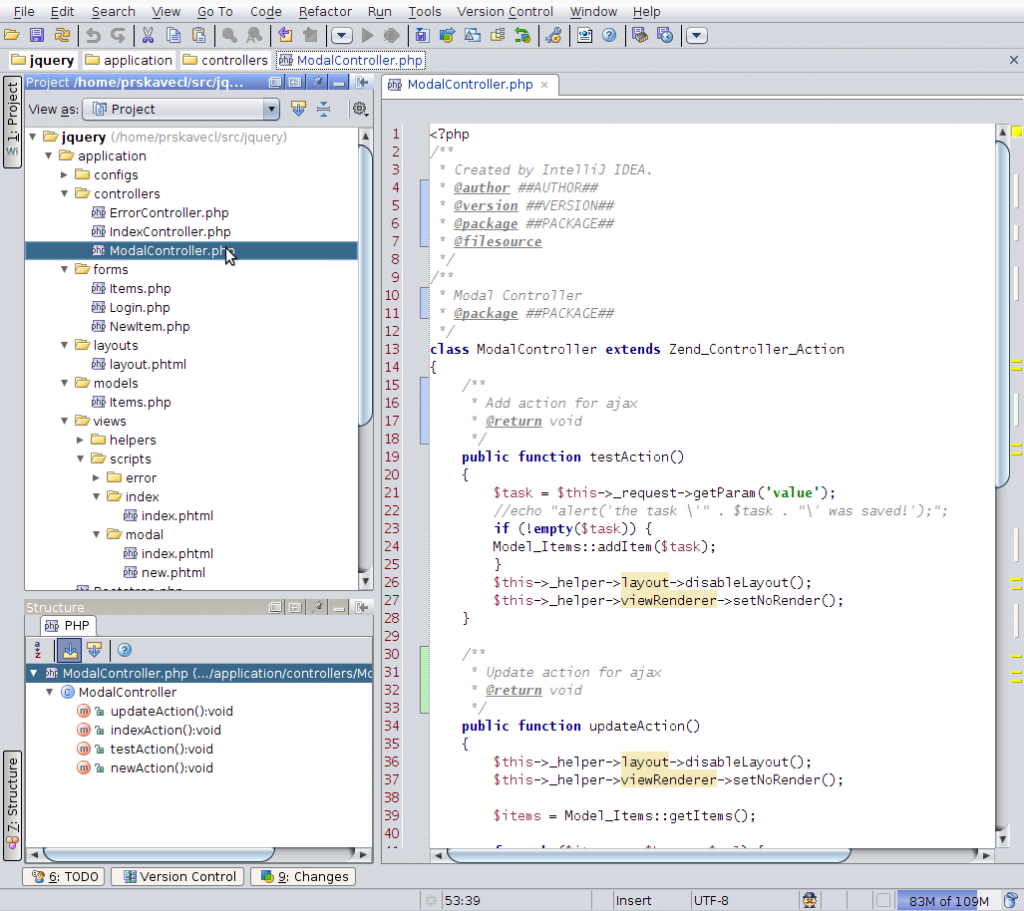 File Edit Search View Go To Code Refactor Run Tools Version Control Window Help
jquery application controllers ModalController.php
Project /home/prskavecl/src/jq...
ModalController.php
1: Project
View as: Project
jquery (/home/prskavecl/src/jquery)
application
configs
controllers
ErrorController.php
IndexController.php
ModalController.php
forms
Items.php
Login.php
NewItem.php
layouts
layout.phtml
models
Items.php
views
helpers
scripts
error
index
index.phtml
modal
index.phtml
new.phtml
Structure
PHP
ModalController.php (.../application/controllers/Mo
ModalController
updateAction():void
indexAction():void
testAction():void
newAction():void
7: Structure
1 <?php
2 /**
3 * Created by IntelliJ IDEA.
4 * @author ##AUTHOR##
5 * @version ##VERSION##
6 * @package ##PACKAGE##
7 * @filesource
8 */
9 /**
10 * Modal Controller
11 * @package ##PACKAGE##
12 */
13 class ModalController extends Zend_Controller_Action
14 {
15 /**
16 * Add action for ajax
17 * @return void
18 */
19 public function testAction()
20 {
21 $task = $this->_request->getParam('value');
22 //echo "alert('the task \'" . $task . "\' was saved!');";
23 if (!empty($task)) {
24 Model_Items::addItem($task);
25 }
26 $this->_helper->layout->disableLayout();
27 $this->_helper->viewRenderer->setNoRender();
28 }
29
30 /**
31 * Update action for ajax
32 * @return void
33 */
34 public function updateAction()
35 {
36 $this->_helper->layout->disableLayout();
37 $this->_helper->viewRenderer->setNoRender();
38
39 $items = Model_Items::getItems();
40
6: TODO Version Control 9: Changes
53:39 Insert UTF-8 83M of 109M